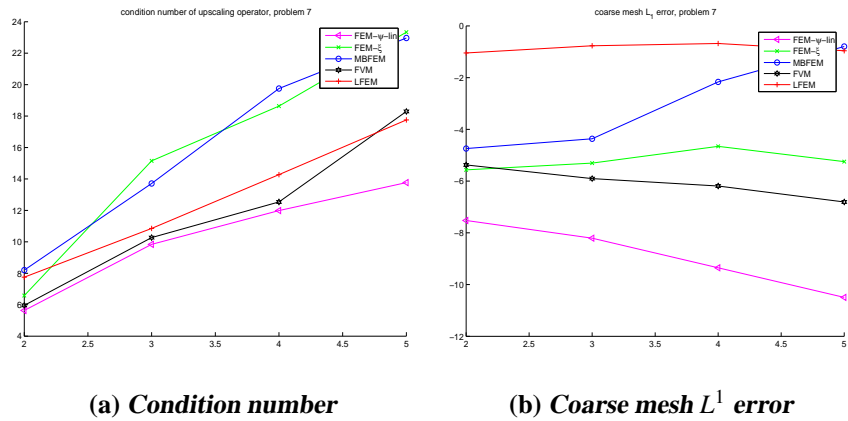 condition number of upscaling operator, problem 7
24
22
20
18
16
14
12
10
8
6
4
2
2.5
3
3.5
4
4.5
5
FEM-ψ-lin
FEM-ξ
MBFEM
FVM
LFEM
(a) Condition number
coarse mesh L1 error, problem 7
0
−2
−4
−6
−8
−10
−12
2
2.5
3
3.5
4
4.5
5
FEM-ψ-lin
FEM-ξ
MBFEM
FVM
LFEM
(b) Coarse mesh L¹ error